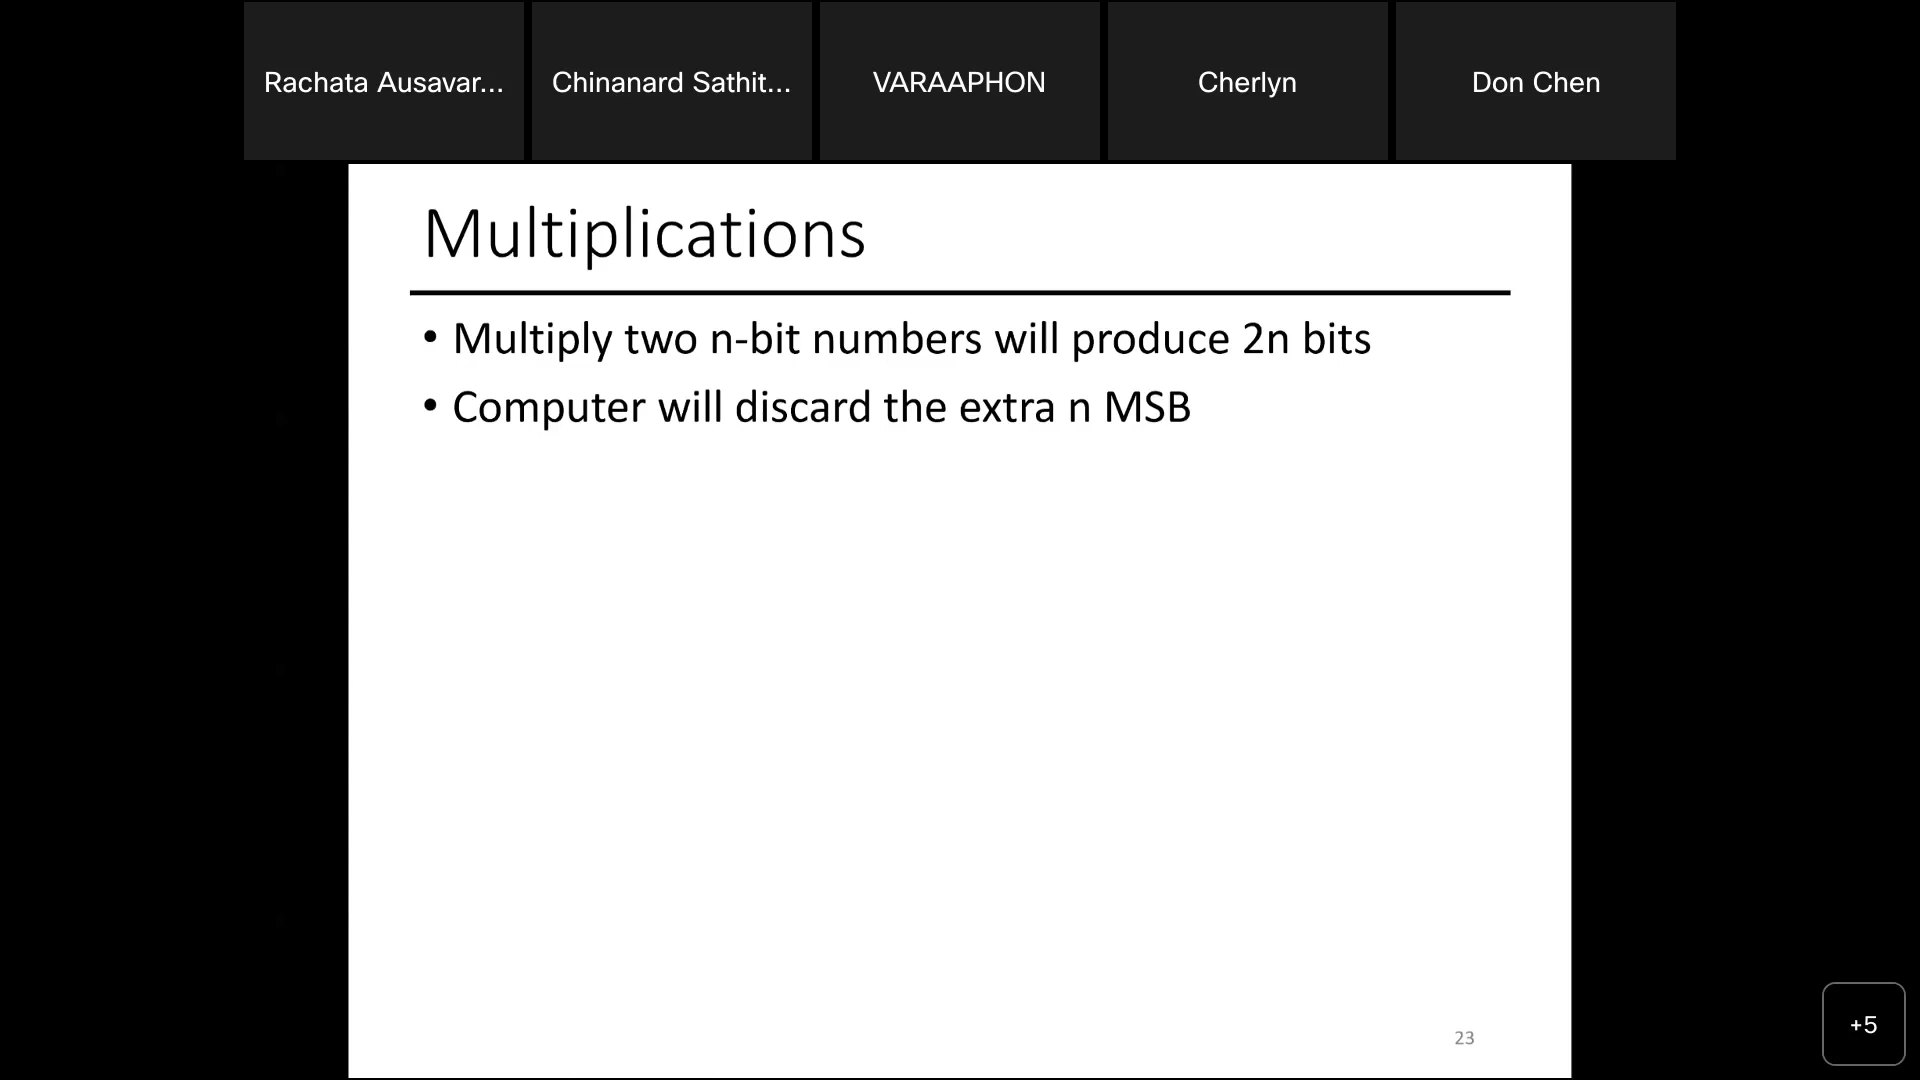 Rachata Ausavar...
Chinanard Sathit...
VARAAPHON
Cherlyn
Don Chen
Multiplications
• Multiply two n-bit numbers will produce 2n bits
• Computer will discard the extra n MSB
23
+5